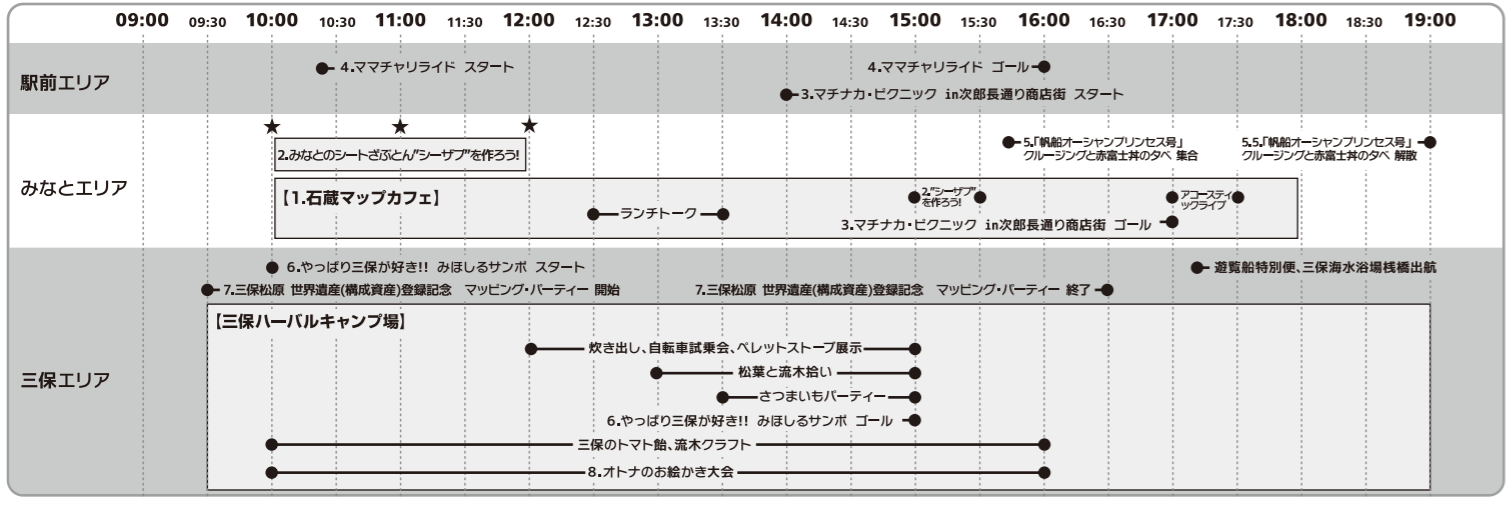 09:00 09:30 10:00 10:30 11:00 11:30 12:00 12:30 13:00 13:30 14:00 14:30 15:00 15:30 16:00 16:30 17:00 17:30 18:00 18:30 19:00
駅前エリア
4.ママチャリライド スタート
4.ママチャリライド ゴール
3.マチナカ・ピクニック in次郎長通り商店街 スタート
みなとエリア
★ ★ ★
2.みなとのシートざぶとん"シーザブ"を作ろう!
5.「帆船オーシャンプリンセス号」
クルージングと赤富士丼の夕べ 集合
5.5.「帆船オーシャンプリンセス号」
クルージングと赤富士丼の夕べ 解散
【1.石蔵マップカフェ】
ランチトーク
2."シーザブ"
を作ろう!
アコースティ
ックライブ
3.マチナカ・ピクニック in次郎長通り商店街 ゴール
三保エリア
6.やっぱり三保が好き!! みほしるサンポ スタート
遊覧船特別便、三保海水浴場桟橋出航
7.三保松原 世界遺産(構成資産)登録記念 マッピング・パーティー 開始
7.三保松原 世界遺産(構成資産)登録記念 マッピング・パーティー 終了
【三保ハーバルキャンプ場】
炊き出し、自転車試乗会、ペレットストーブ展示
松葉と流木拾い
さつまいもパーティー
6.やっぱり三保が好き!! みほしるサンポ ゴール
三保のトマト飴、流木クラフト
8.オトナのお絵かき大会